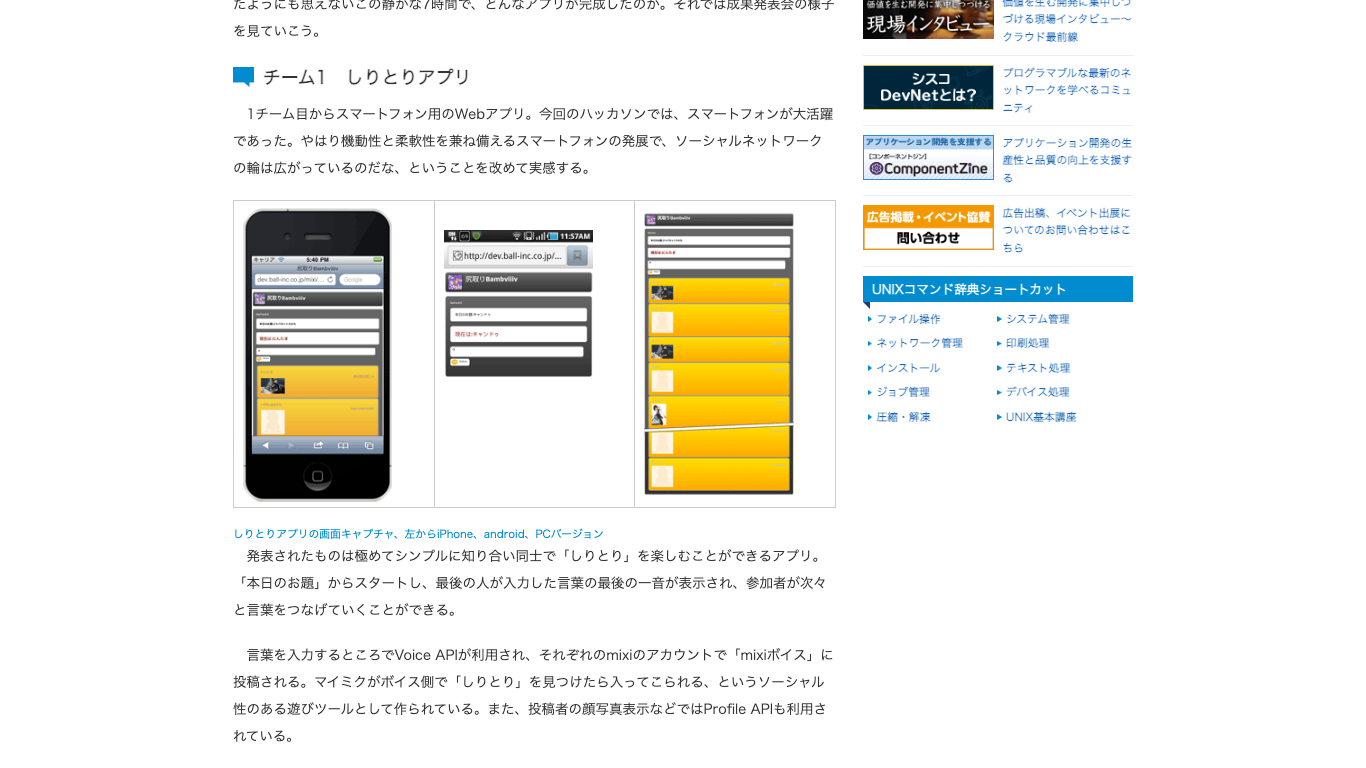 たようにも思えないこの静かな7時間で、どんなアプリが完成したのか。それでは成果発表会の様子
を見ていこう。
チーム1　しりとりアプリ
1チーム目からスマートフォン用のWebアプリ。今回のハッカソンでは、スマートフォンが大活躍
であった。やはり機動性と柔軟性を兼ね備えるスマートフォンの発展で、ソーシャルネットワーク
の輪は広がっているのだな、ということを改めて実感する。
キャリア 5:40 PM
尻取りBambviiv
dev.ball-inc.co.jp/mixi/... Google
尻取りBambviiv
11:57AM
http://dev.ball-inc.co.jp/...
尻取りBambviiv
本日のお題:キャンドゥ
現在は:キャンドゥ
尻取りBambviiv
しりとりアプリの画面キャプチャ、左からiPhone、android、PCバージョン
発表されたものは極めてシンプルに知り合い同士で「しりとり」を楽しむことができるアプリ。
「本日のお題」からスタートし、最後の人が入力した言葉の最後の一音が表示され、参加者が次々
と言葉をつなげていくことができる。
言葉を入力するところでVoice APIが利用され、それぞれのmixiのアカウントで「mixiボイス」に
投稿される。マイミクがボイス側で「しりとり」を見つけたら入ってこられる、というソーシャル
性のある遊びツールとして作られている。また、投稿者の顔写真表示などではProfile APIも利用さ
れている。
価値を生む開発に集中しつづける
現場インタビュー
価値を生む開発に集中しつ
づける現場インタビュー〜
クラウド最前線
シスコ
DevNetとは?
プログラマブルな最新のネ
ットワークを学べるコミュ
ニティ
アプリケーション開発を支援する
[コンポーネントジン]
ComponentZine
アプリケーション開発の生
産性と品質の向上を支援す
る
広告掲載・イベント協賛
問い合わせ
広告出稿、イベント出展に
ついてのお問い合わせはこ
ちら
UNIXコマンド辞典ショートカット
ファイル操作 システム管理
ネットワーク管理 印刷処理
インストール テキスト処理
ジョブ管理 デバイス処理
圧縮・解凍 UNIX基本講座